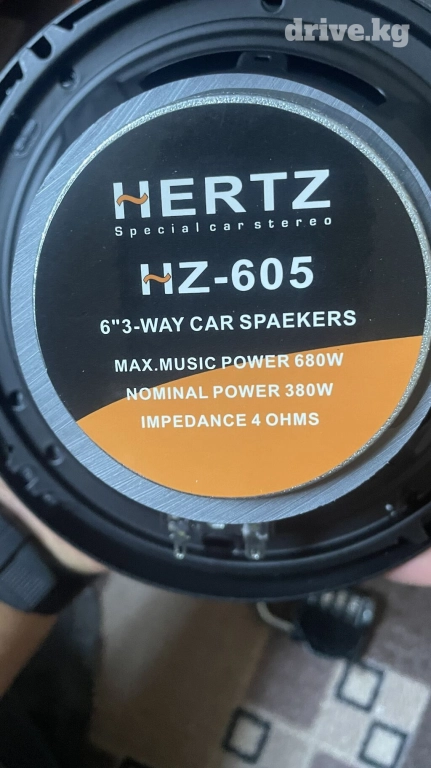 drive.kg
HERTZ
Special car stereo
HZ-605
6"3-WAY CAR SPAEKERS
MAX.MUSIC POWER 680W
NOMINAL POWER 380W
IMPEDANCE 4 OHMS